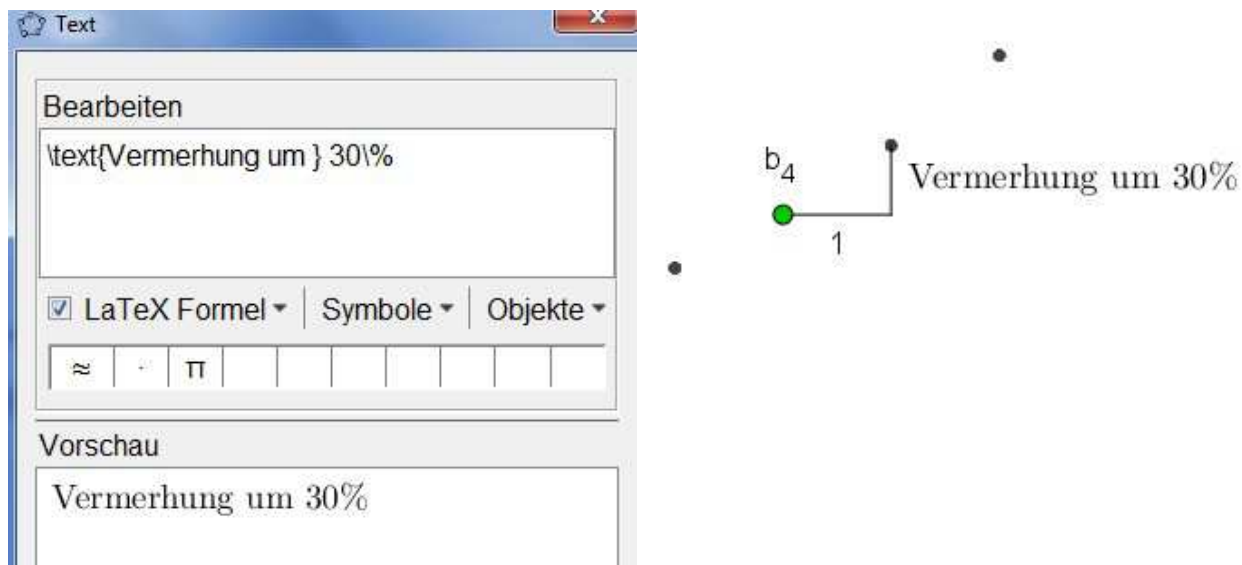 Text
Bearbeiten
\text{Vermerhung um } 30\%
LaTeX Formel Symbole Objekte
≈ · π
Vorschau
Vermerhung um 30%
b₄
Vermerhung um 30%
1